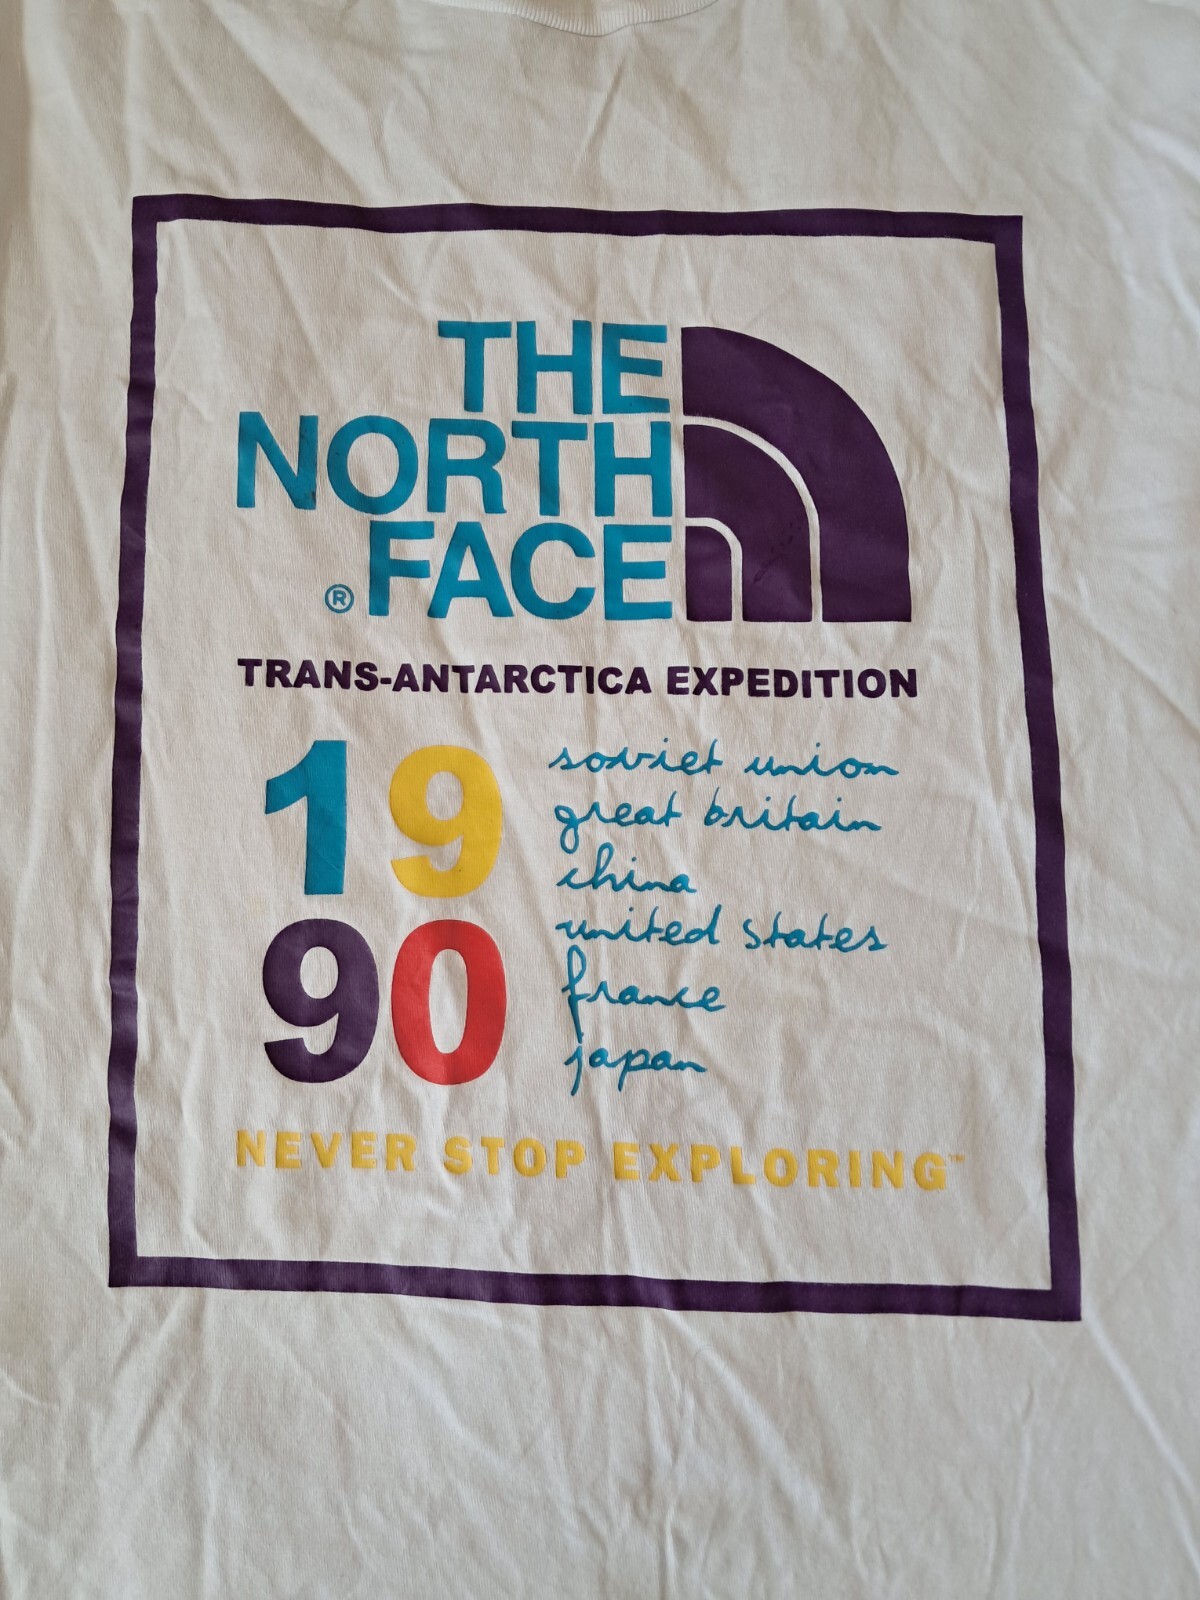 THE
NORTH
® FACE
TRANS-ANTARCTICA EXPEDITION
19
90
soviet union
great britain
china
united states
france
japan
NEVER STOP EXPLORING™